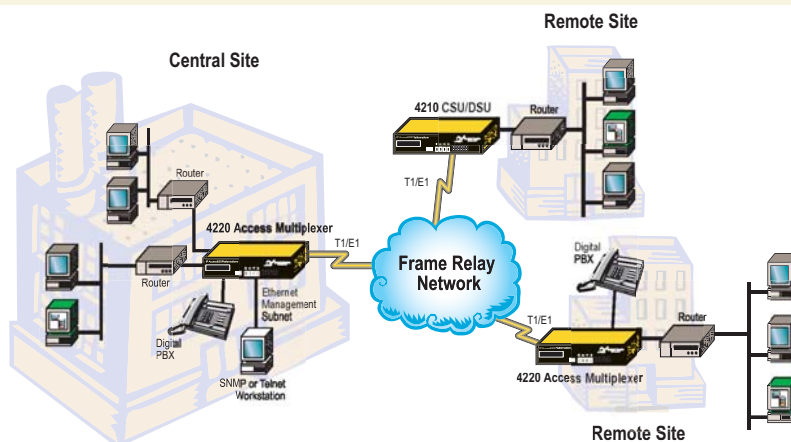 Remote Site
Central Site
4210 CSU/DSU
Router
T1/E1
Router
4220 Access Multiplexer
T1/E1
Router
Ethernet
Management
Subnet
Digital
PBX
SNMP or Telnet
Workstation
Frame Relay
Network
Digital
PBX
T1/E1
Router
4220 Access Multiplexer
Remote Site